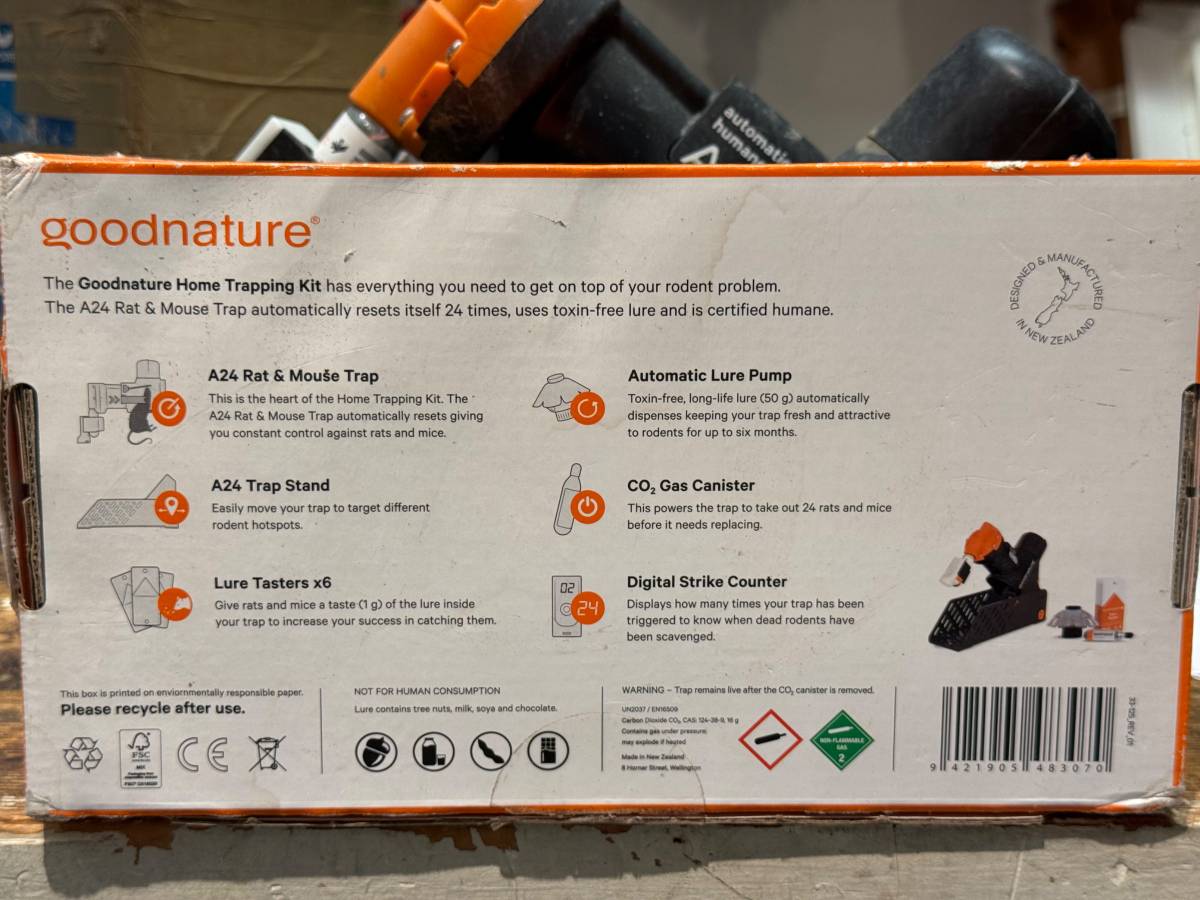 automatic
humane
goodnature®
The Goodnature Home Trapping Kit has everything you need to get on top of your rodent problem.
The A24 Rat & Mouse Trap automatically resets itself 24 times, uses toxin-free lure and is certified humane.
DESIGNED & MANUFACTURED
IN NEW ZEALAND
A24 Rat & Mouse Trap
This is the heart of the Home Trapping Kit. The
A24 Rat & Mouse Trap automatically resets giving
you constant control against rats and mice.
Automatic Lure Pump
Toxin-free, long-life lure (50 g) automatically
dispenses keeping your trap fresh and attractive
to rodents for up to six months.
A24 Trap Stand
Easily move your trap to target different
rodent hotspots.
CO₂ Gas Canister
This powers the trap to take out 24 rats and mice
before it needs replacing.
Lure Tasters x6
Give rats and mice a taste (1 g) of the lure inside
your trap to increase your success in catching them.
02
24
Digital Strike Counter
Displays how many times your trap has been
triggered to know when dead rodents have
been scavenged.
This box is printed on enviornmentally responsible paper.
Please recycle after use.
FSC
CE
NOT FOR HUMAN CONSUMPTION
Lure contains tree nuts, milk, soya and chocolate.
WARNING – Trap remains live after the CO₂ canister is removed.
UN2037 / EN16509
Carbon Dioxide CO₂, CAS: 124-38-9, 16 g
Contains gas under pressure;
may explode if heated
Made in New Zealand
8 Horner Street, Wellington
NON-FLAMMABLE
GAS
2
9 421905 483070
33-125 REV_01